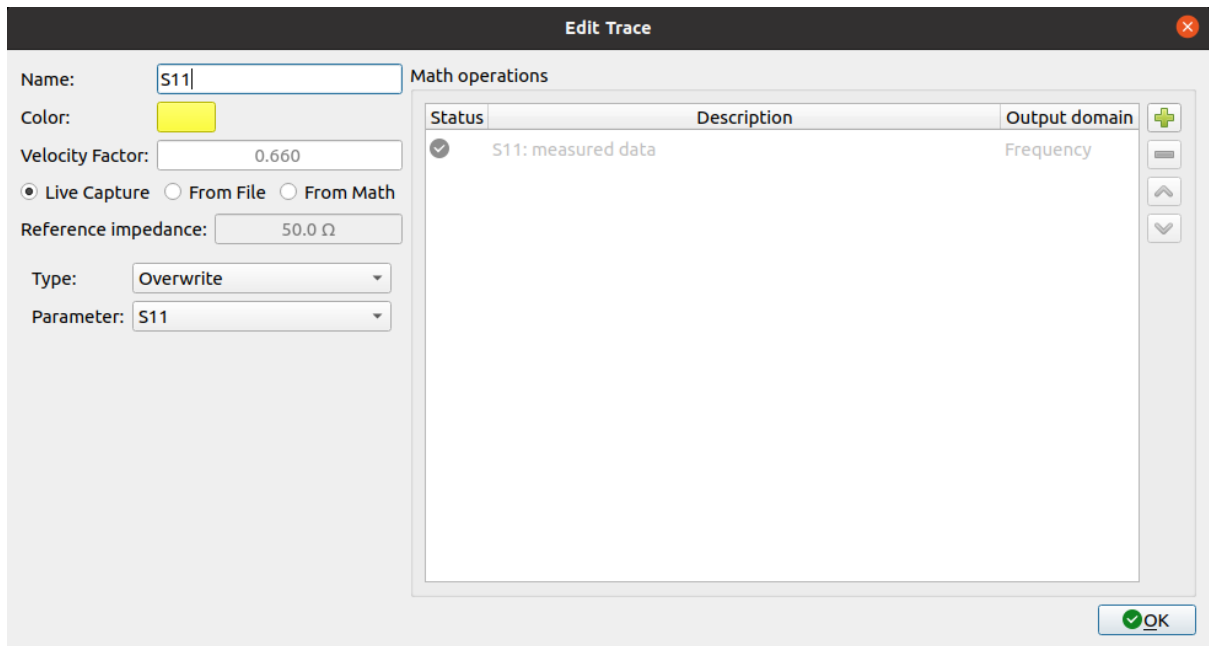 Edit Trace
Name: S11
Color:
Velocity Factor: 0.660
Live Capture From File From Math
Reference impedance: 50.0 Ω
Type: Overwrite
Parameter: S11
Math operations
Status Description Output domain
S11: measured data Frequency
OK